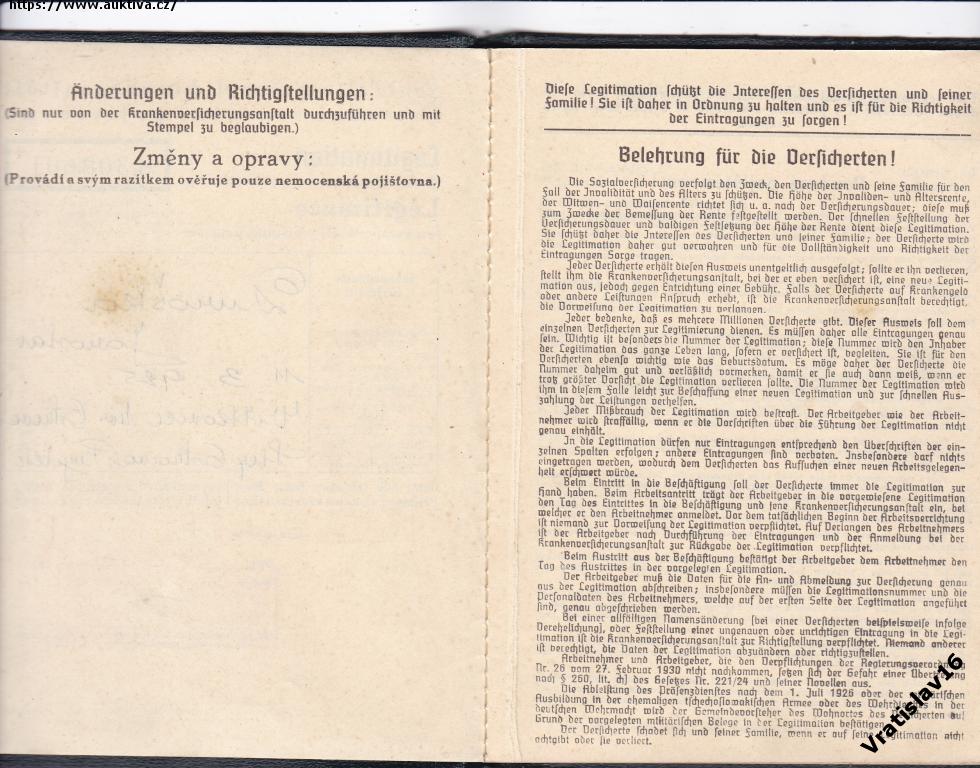 https://www.auktiva.cz/
Änderungen und Richtigstellungen:
(Sind nur von der Krankenversicherungsanstalt durchzuführen und mit
Stempel zu beglaubigen.)
Změny a opravy:
(Provádí a svým razítkem ověřuje pouze nemocenská pojišťovna.)
Diese Legitimation schützt die Interessen des Versicherten und seiner
Familie! Sie ist daher in Ordnung zu halten und es ist für die Richtigkeit
der Eintragungen zu sorgen!
Belehrung für die Versicherten!
Die Sozialversicherung verfolgt den Zweck, den Versicherten und seine Familie für den
Fall der Invalidität und des Alters zu schützen. Die Höhe der Invaliden- und Altersrente,
der Witwen- und Waisenrente richtet sich u. a. nach der Versicherungsdauer; diese muß
zum Zwecke der Bemessung der Rente festgestellt werden. Der schnellen Feststellung der
Versicherungsdauer und baldigen Festsetzung der Höhe der Rente dient diese Legitimation.
Sie schützt daher die Interessen des Versicherten und seiner Familie; der Versicherte wird
die Legitimation daher gut verwahren und für die Vollständigkeit und Richtigkeit der
Eintragungen Sorge tragen.
Jeder Versicherte erhält diesen Ausweis unentgeltlich ausgefolgt; sollte er ihn verlieren,
stellt ihm die Krankenversicherungsanstalt, bei der er eben versichert ist, eine neue Legiti-
mation aus, jedoch gegen Entrichtung einer Gebühr. Falls der Versicherte auf Krankengeld
oder andere Leistungen Anspruch erhebt, ist die Krankenversicherungsanstalt berechtigt,
die Vorweisung der Legitimation zu verlangen.
Jeder bedenke, daß es mehrere Millionen Versicherte gibt. Dieser Ausweis soll dem
einzelnen Versicherten zur Legitimierung dienen. Es müssen daher alle Eintragungen genau
sein. Wichtig ist besonders die Nummer der Legitimation; diese Nummer wird den Inhaber
der Legitimation das ganze Leben lang, sofern er versichert ist, begleiten. Sie ist für den
Versicherten ebenso wichtig wie das Geburtsdatum. Es möge daher der Versicherte die
Nummer daheim gut und verläßlich vormerken, damit er sie auch dann weiß, wenn er
trotz größter Vorsicht die Legitimation verlieren sollte. Die Nummer der Legitimation wird
ihm in diesem Falle leicht zur Beschaffung einer neuen Legitimation und zur schnellen Aus-
zahlung der Leistungen verhelfen.
Jeder Mißbrauch der Legitimation wird bestraft. Der Arbeitgeber wie der Arbeit-
nehmer wird straffällig, wenn er die Vorschriften über die Führung der Legitimation nicht
genau einhält.
In die Legitimation dürfen nur Eintragungen entsprechend den Überschriften der ein-
zelnen Spalten erfolgen; andere Eintragungen sind verboten. Insbesondere darf nichts
eingetragen werden, wodurch dem Versicherten das Aufsuchen einer neuen Arbeitsgelegen-
heit erschwert würde.
Beim Eintritt in die Beschäftigung soll der Versicherte immer die Legitimation zur
Hand haben. Beim Arbeitsantritt trägt der Arbeitgeber in die vorgewiesene Legitimation
den Tag des Eintrittes in die Beschäftigung und jene Krankenversicherungsanstalt ein, bei
welcher er den Arbeitnehmer anmeldet. Vor dem tatsächlichen Beginn der Arbeitsverrichtung
ist niemand zur Vorweisung der Legitimation verpflichtet. Auf Verlangen des Arbeitnehmers
ist der Arbeitgeber nach Durchführung der Eintragungen und der Anmeldung bei der
Krankenversicherungsanstalt zur Rückgabe der Legitimation verpflichtet.
Beim Austritt aus der Beschäftigung bestätigt der Arbeitgeber dem Arbeitnehmer den
Tag des Austrittes in der vorgelegten Legitimation.
Der Arbeitgeber muß die Daten für die An- und Abmeldung zur Versicherung genau
aus der Legitimation abschreiben; insbesondere müssen die Legitimationsnummer und die
Personaldaten des Arbeitnehmers, welche auf der ersten Seite der Legitimation angeführt
sind, genau abgeschrieben werden.
Bei einer allfälligen Namensänderung [bei einer Versicherten beispielsweise infolge
Verehelichung], oder Feststellung einer ungenauen oder unrichtigen Eintragung in die Legi-
timation ist die Krankenversicherungsanstalt zur Richtigstellung verpflichtet. Niemand anderer
ist berechtigt, die Daten der Legitimation abzuändern oder richtigzustellen.
Arbeitnehmer und Arbeitgeber, die den Verpflichtungen der Regierungsverordnung
Nr. 26 vom 27. Februar 1930 nicht nachkommen, setzen sich der Gefahr einer Übertretung
nach § 260, lit. ch) des Gesetzes Nr. 221/24 und seiner Novellen aus.
Die Ableistung des Präsenzdienstes nach dem 1. Juli 1926 oder der militärischen
Ausbildung in der ehemaligen tschechoslowakischen Armee oder des Wehrdienstes in der
deutschen Wehrmacht wird der Gemeindevorsteher des Wohnortes des Versicherten auf
Grund der vorgelegten militärischen Belege in der Legitimation bestätigen.
Der Versicherte schadet sich und seiner Familie, wenn er auf seine Legitimation nicht
achtgibt oder sie verliert.
Vratislav16